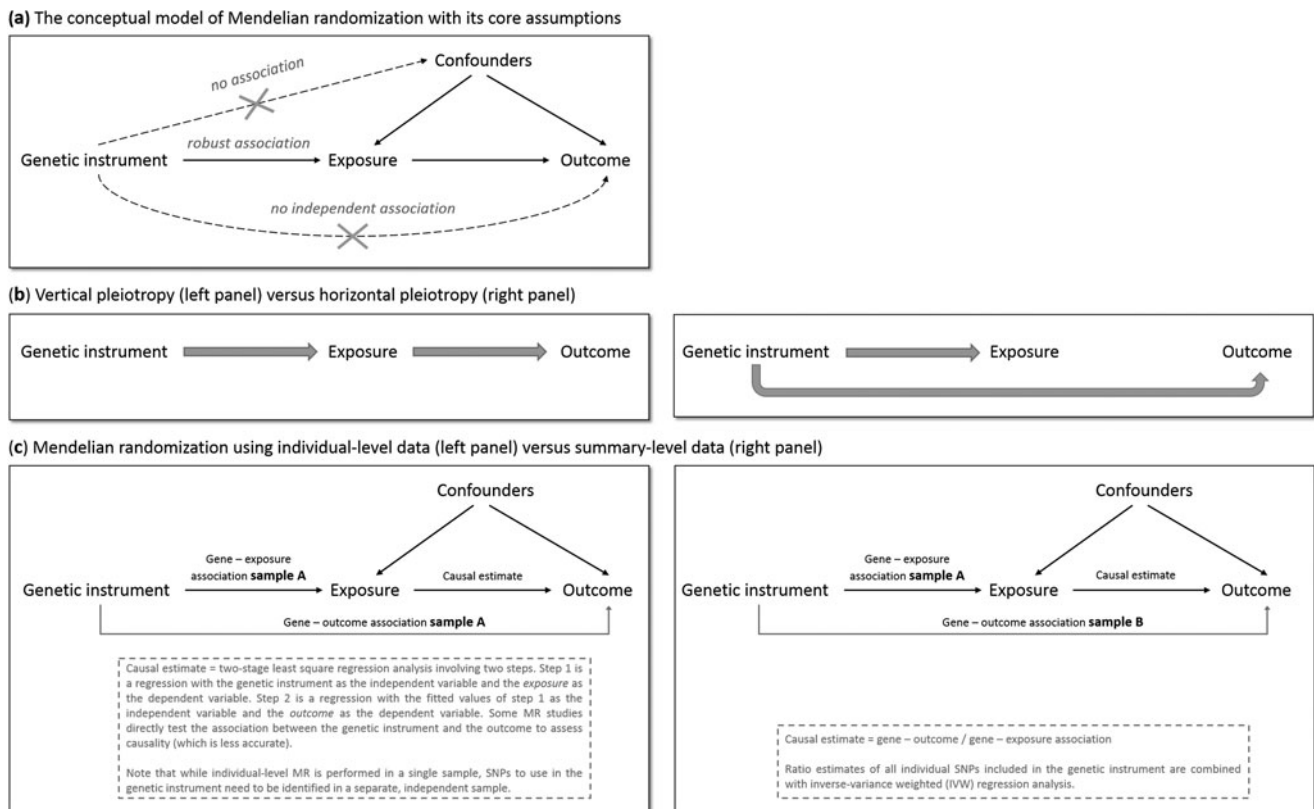 (a) The conceptual model of Mendelian randomization with its core assumptions
Confounders
no association
robust association
Genetic instrument
Exposure
Outcome
no independent association
(b) Vertical pleiotropy (left panel) versus horizontal pleiotropy (right panel)
Genetic instrument
Exposure
Outcome
Genetic instrument
Exposure
Outcome
(c) Mendelian randomization using individual-level data (left panel) versus summary-level data (right panel)
Confounders
Gene – exposure
association sample A
Causal estimate
Genetic instrument
Exposure
Outcome
Gene – outcome association sample A
Causal estimate = two-stage least square regression analysis involving two steps. Step 1 is
a regression with the genetic instrument as the independent variable and the exposure as
the dependent variable. Step 2 is a regression with the fitted values of step 1 as the
independent variable and the outcome as the dependent variable. Some MR studies
directly test the association between the genetic instrument and the outcome to assess
causality (which is less accurate).
Note that while individual-level MR is performed in a single sample, SNPs to use in the
genetic instrument need to be identified in a separate, independent sample.
Confounders
Gene – exposure
association sample A
Causal estimate
Genetic instrument
Exposure
Outcome
Gene – outcome association sample B
Causal estimate = gene – outcome / gene – exposure association
Ratio estimates of all individual SNPs included in the genetic instrument are combined
with inverse-variance weighted (IVW) regression analysis.